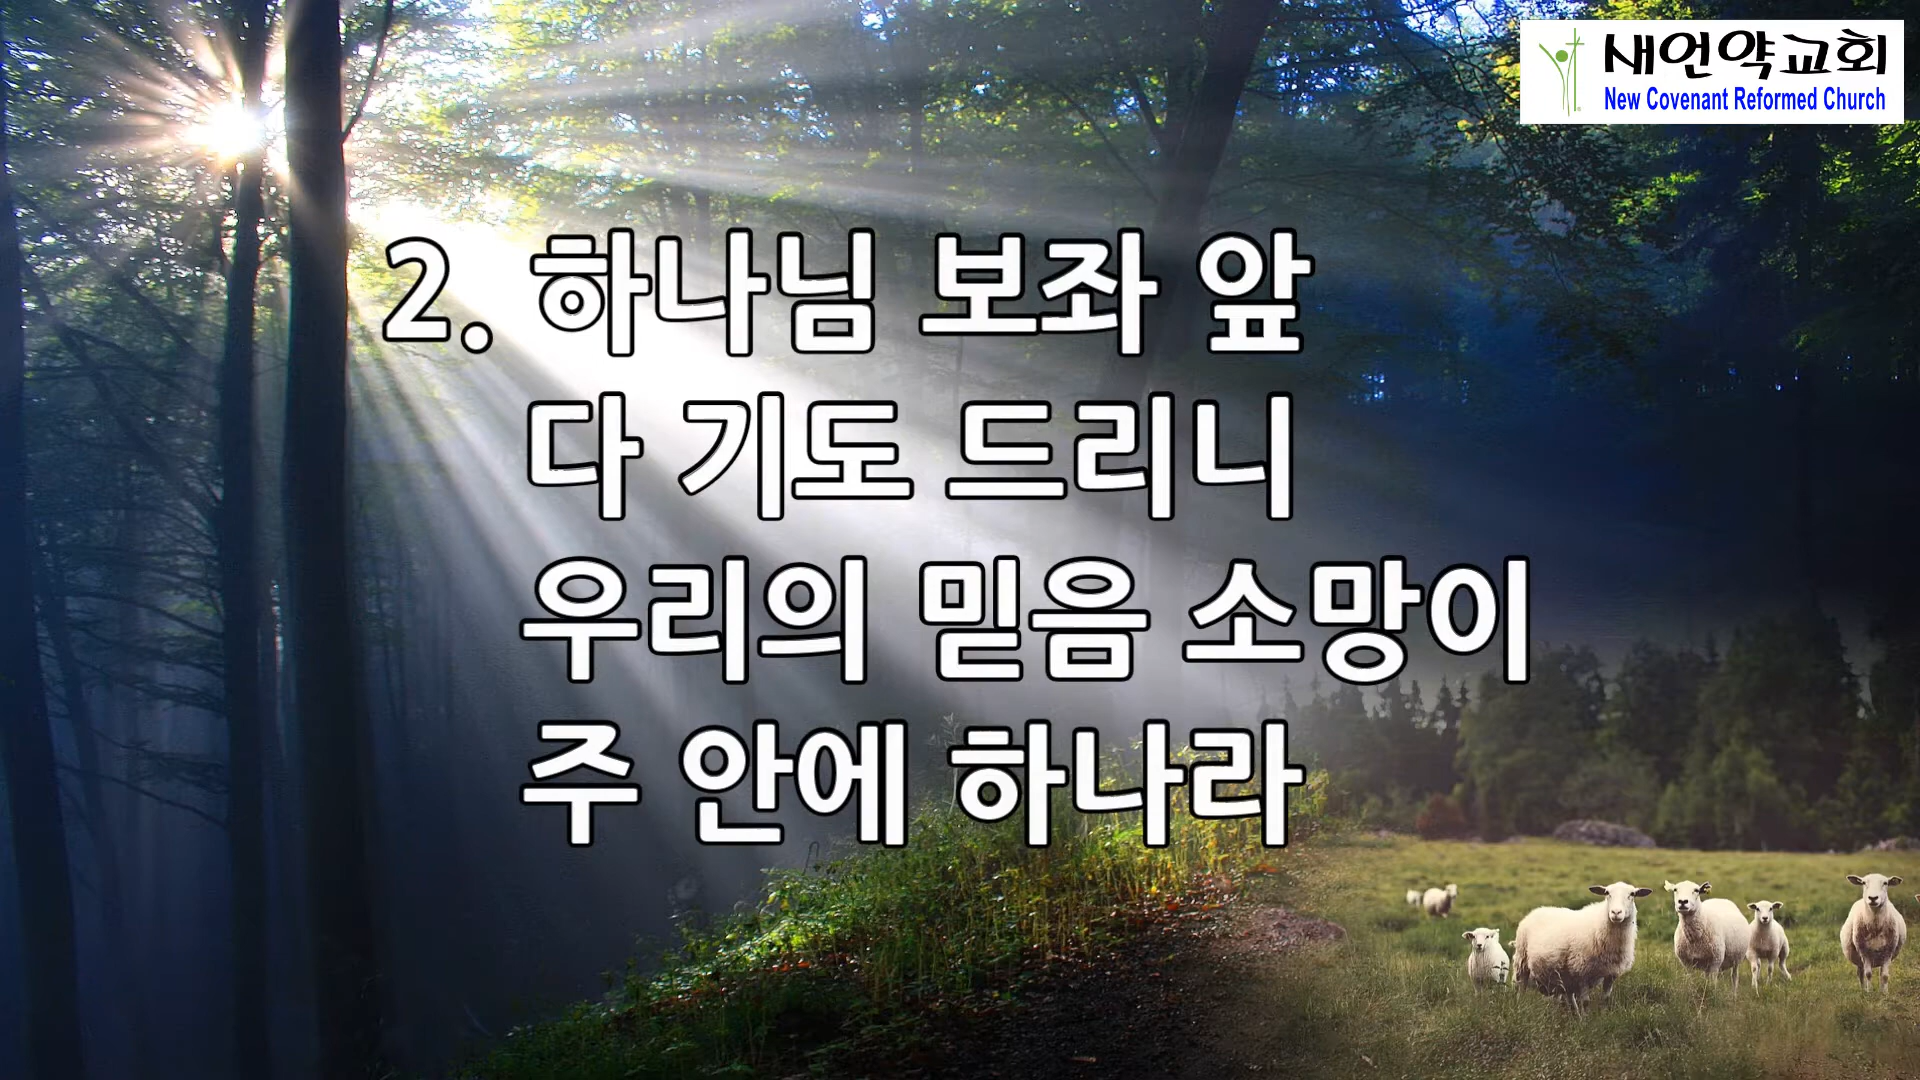 새언약교회
New Covenant Reformed Church
2. 하나님 보좌 앞
다 기도 드리니
우리의 믿음 소망이
주 안에 하나라